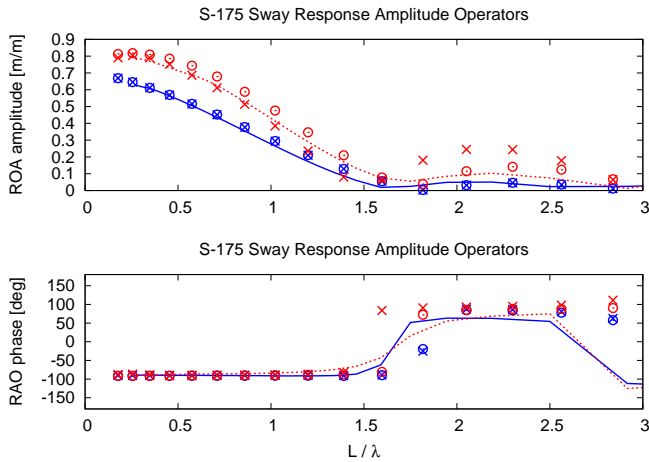 S-175 Sway Response Amplitude Operators
ROA amplitude [m/m]
0.9
0.8
0.7
0.6
0.5
0.4
0.3
0.2
0.1
0
0 0.5 1 1.5 2 2.5 3
S-175 Sway Response Amplitude Operators
RAO phase [deg]
150
100
50
0
-50
-100
-150
0 0.5 1 1.5 2 2.5 3
L / λ